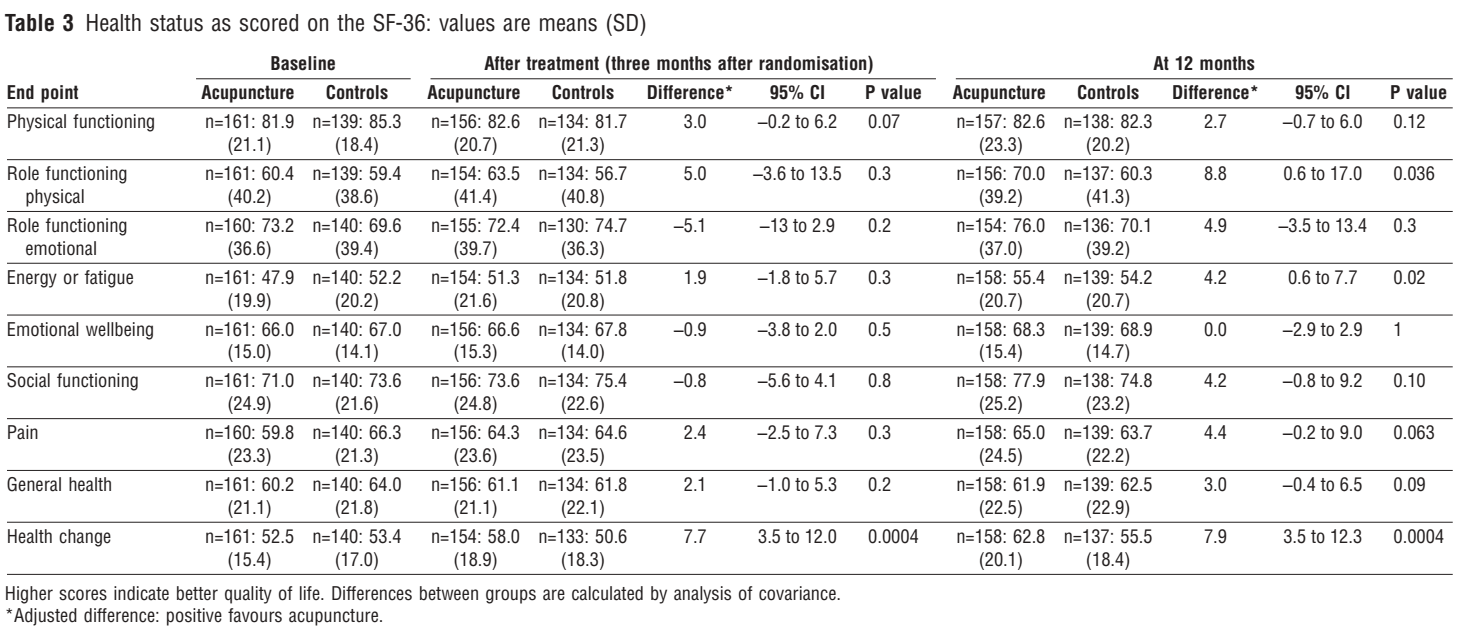 Table 3 Health status as scored on the SF-36: values are means (SD)
Baseline After treatment (three months after randomisation) At 12 months
End point Acupuncture Controls Acupuncture Controls Difference* 95% CI P value Acupuncture Controls Difference* 95% CI P value
Physical functioning n=161: 81.9 n=139: 85.3 n=156: 82.6 n=134: 81.7 3.0 –0.2 to 6.2 0.07 n=157: 82.6 n=138: 82.3 2.7 –0.7 to 6.0 0.12
(21.1) (18.4) (20.7) (21.3) (23.3) (20.2)
Role functioning n=161: 60.4 n=139: 59.4 n=154: 63.5 n=134: 56.7 5.0 –3.6 to 13.5 0.3 n=156: 70.0 n=137: 60.3 8.8 0.6 to 17.0 0.036
physical (40.2) (38.6) (41.4) (40.8) (39.2) (41.3)
Role functioning n=160: 73.2 n=140: 69.6 n=155: 72.4 n=130: 74.7 –5.1 –13 to 2.9 0.2 n=154: 76.0 n=136: 70.1 4.9 –3.5 to 13.4 0.3
emotional (36.6) (39.4) (39.7) (36.3) (37.0) (39.2)
Energy or fatigue n=161: 47.9 n=140: 52.2 n=154: 51.3 n=134: 51.8 1.9 –1.8 to 5.7 0.3 n=158: 55.4 n=139: 54.2 4.2 0.6 to 7.7 0.02
(19.9) (20.2) (21.6) (20.8) (20.7) (20.7)
Emotional wellbeing n=161: 66.0 n=140: 67.0 n=156: 66.6 n=134: 67.8 –0.9 –3.8 to 2.0 0.5 n=158: 68.3 n=139: 68.9 0.0 –2.9 to 2.9 1
(15.0) (14.1) (15.3) (14.0) (15.4) (14.7)
Social functioning n=161: 71.0 n=140: 73.6 n=156: 73.6 n=134: 75.4 –0.8 –5.6 to 4.1 0.8 n=158: 77.9 n=138: 74.8 4.2 –0.8 to 9.2 0.10
(24.9) (21.6) (24.8) (22.6) (25.2) (23.2)
Pain n=160: 59.8 n=140: 66.3 n=156: 64.3 n=134: 64.6 2.4 –2.5 to 7.3 0.3 n=158: 65.0 n=139: 63.7 4.4 –0.2 to 9.0 0.063
(23.3) (21.3) (23.6) (23.5) (24.5) (22.2)
General health n=161: 60.2 n=140: 64.0 n=156: 61.1 n=134: 61.8 2.1 –1.0 to 5.3 0.2 n=158: 61.9 n=139: 62.5 3.0 –0.4 to 6.5 0.09
(21.1) (21.8) (21.1) (22.1) (22.5) (22.9)
Health change n=161: 52.5 n=140: 53.4 n=154: 58.0 n=133: 50.6 7.7 3.5 to 12.0 0.0004 n=158: 62.8 n=137: 55.5 7.9 3.5 to 12.3 0.0004
(15.4) (17.0) (18.9) (18.3) (20.1) (18.4)
Higher scores indicate better quality of life. Differences between groups are calculated by analysis of covariance.
*Adjusted difference: positive favours acupuncture.